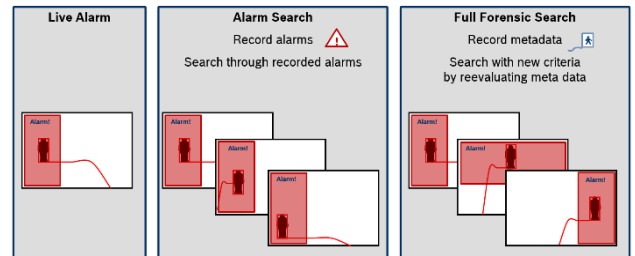 Live Alarm
Alarm!
Alarm Search
Record alarms
Search through recorded alarms
Alarm!
Alarm!
Alarm!
Full Forensic Search
Record metadata
Search with new criteria
by reevaluating meta data
Alarm!
Alarm!
Alarm!